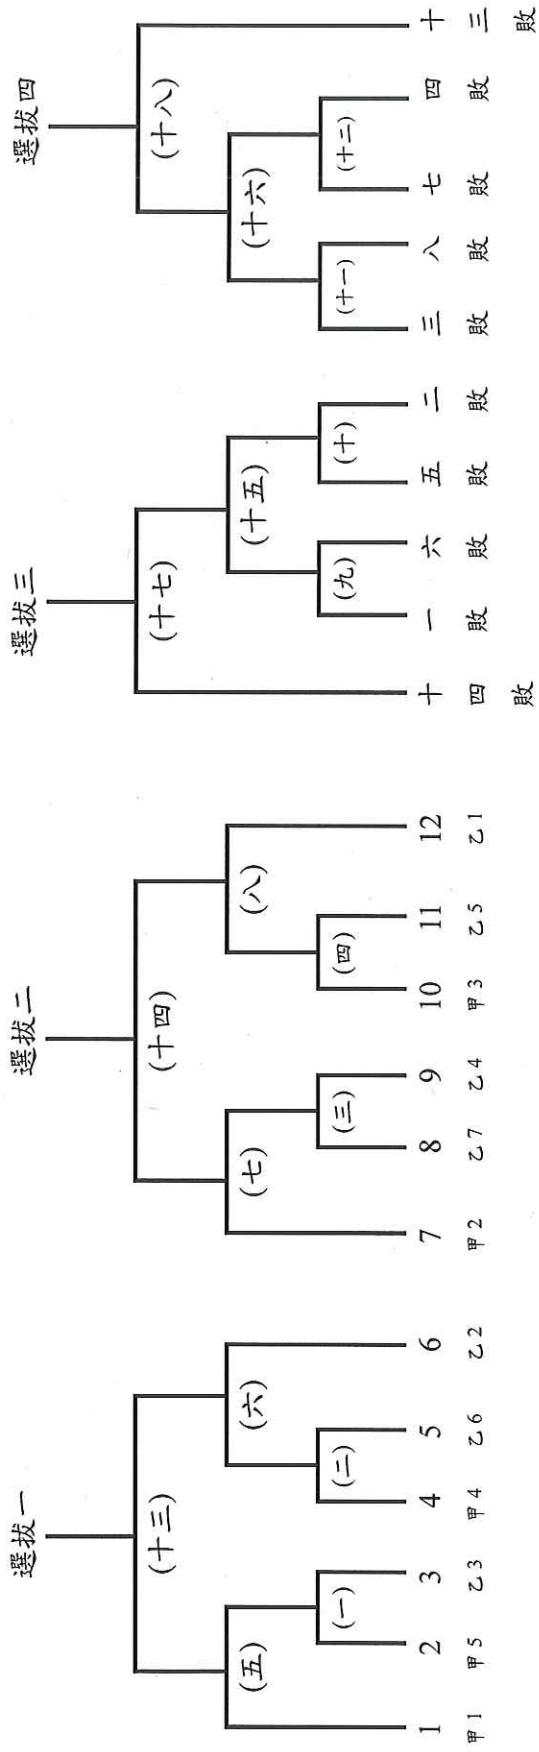 選拔一 選拔二 選拔三 選拔四
(十三) (十四) (十七) (十八)
(五) (六) (七) (八) (十五) (十六)
(一) (二) (三) (四) (九) (十) (十一) (十二)
1 2 3 4 5 6 7 8 9 10 11 12 十 一 六 五 二 三 八 七 四 十
甲1 甲5 乙3 甲4 乙6 乙2 甲2 乙7 乙4 甲3 乙5 乙1 四 敗 敗 敗 敗 敗 敗 敗 敗 三
敗 敗